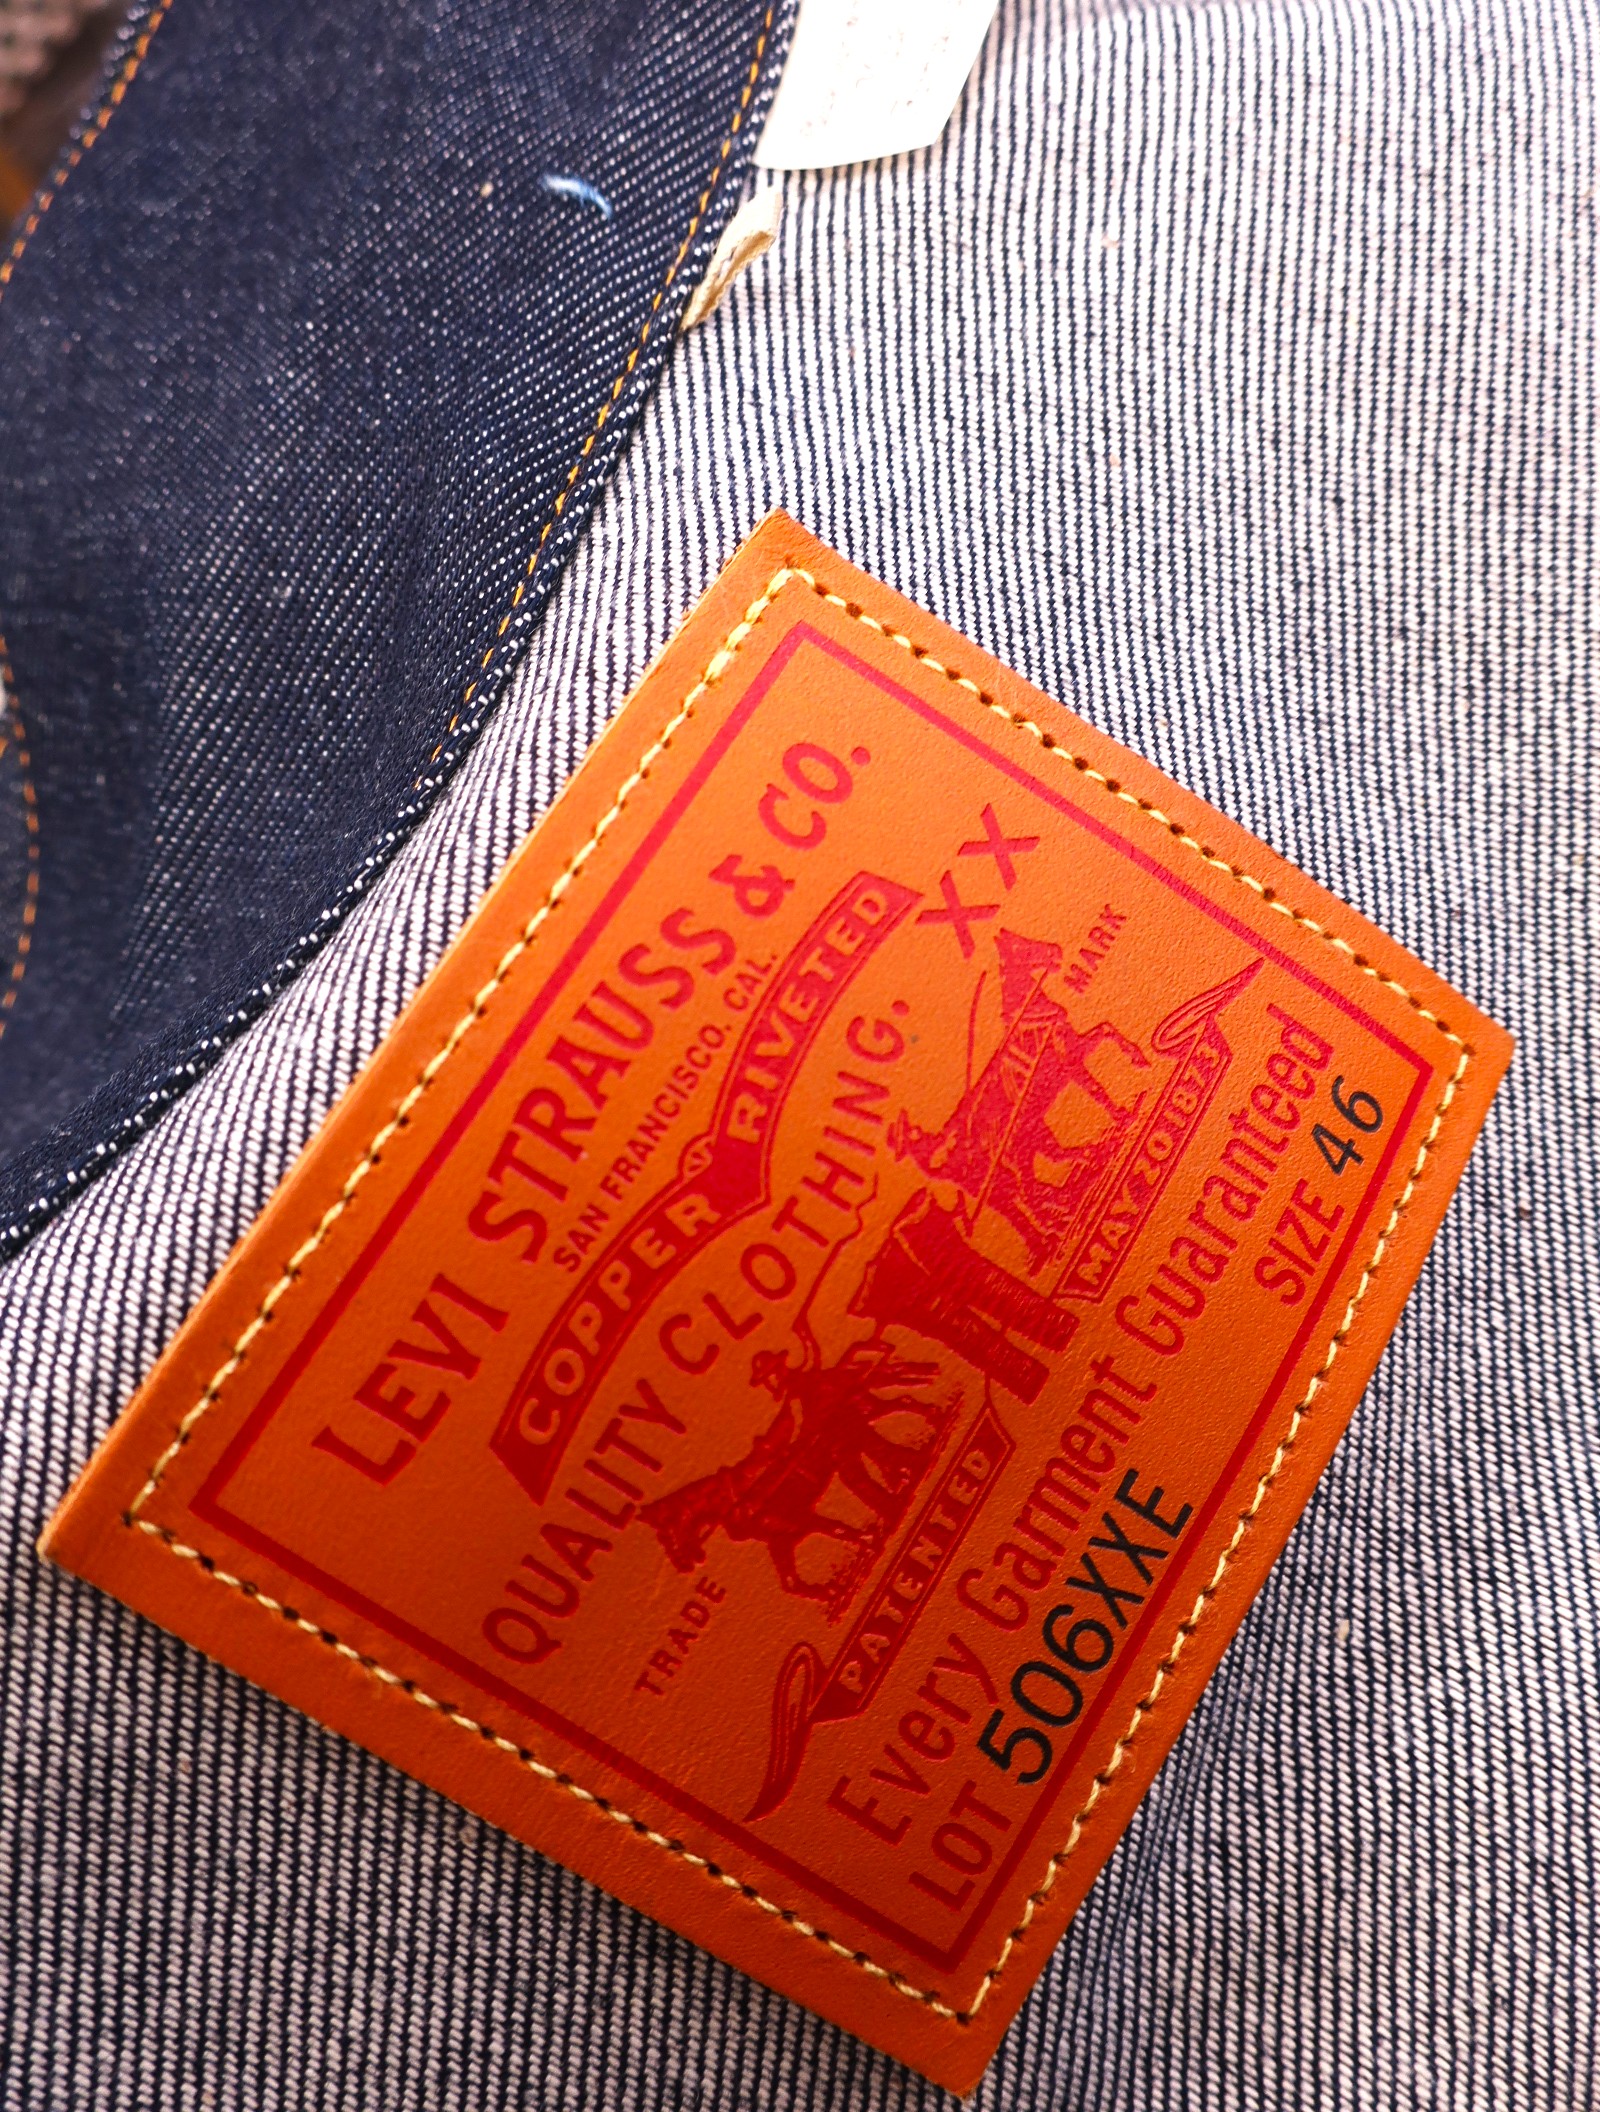 LEVI STRAUSS & CO.
SAN FRANCISCO. CAL.
COPPER RIVETED
QUALITY CLOTHING.
XX
TRADE MARK
PATENTED MAY 20 1873
Every Garment Guaranteed
LOT 506XXE SIZE 46